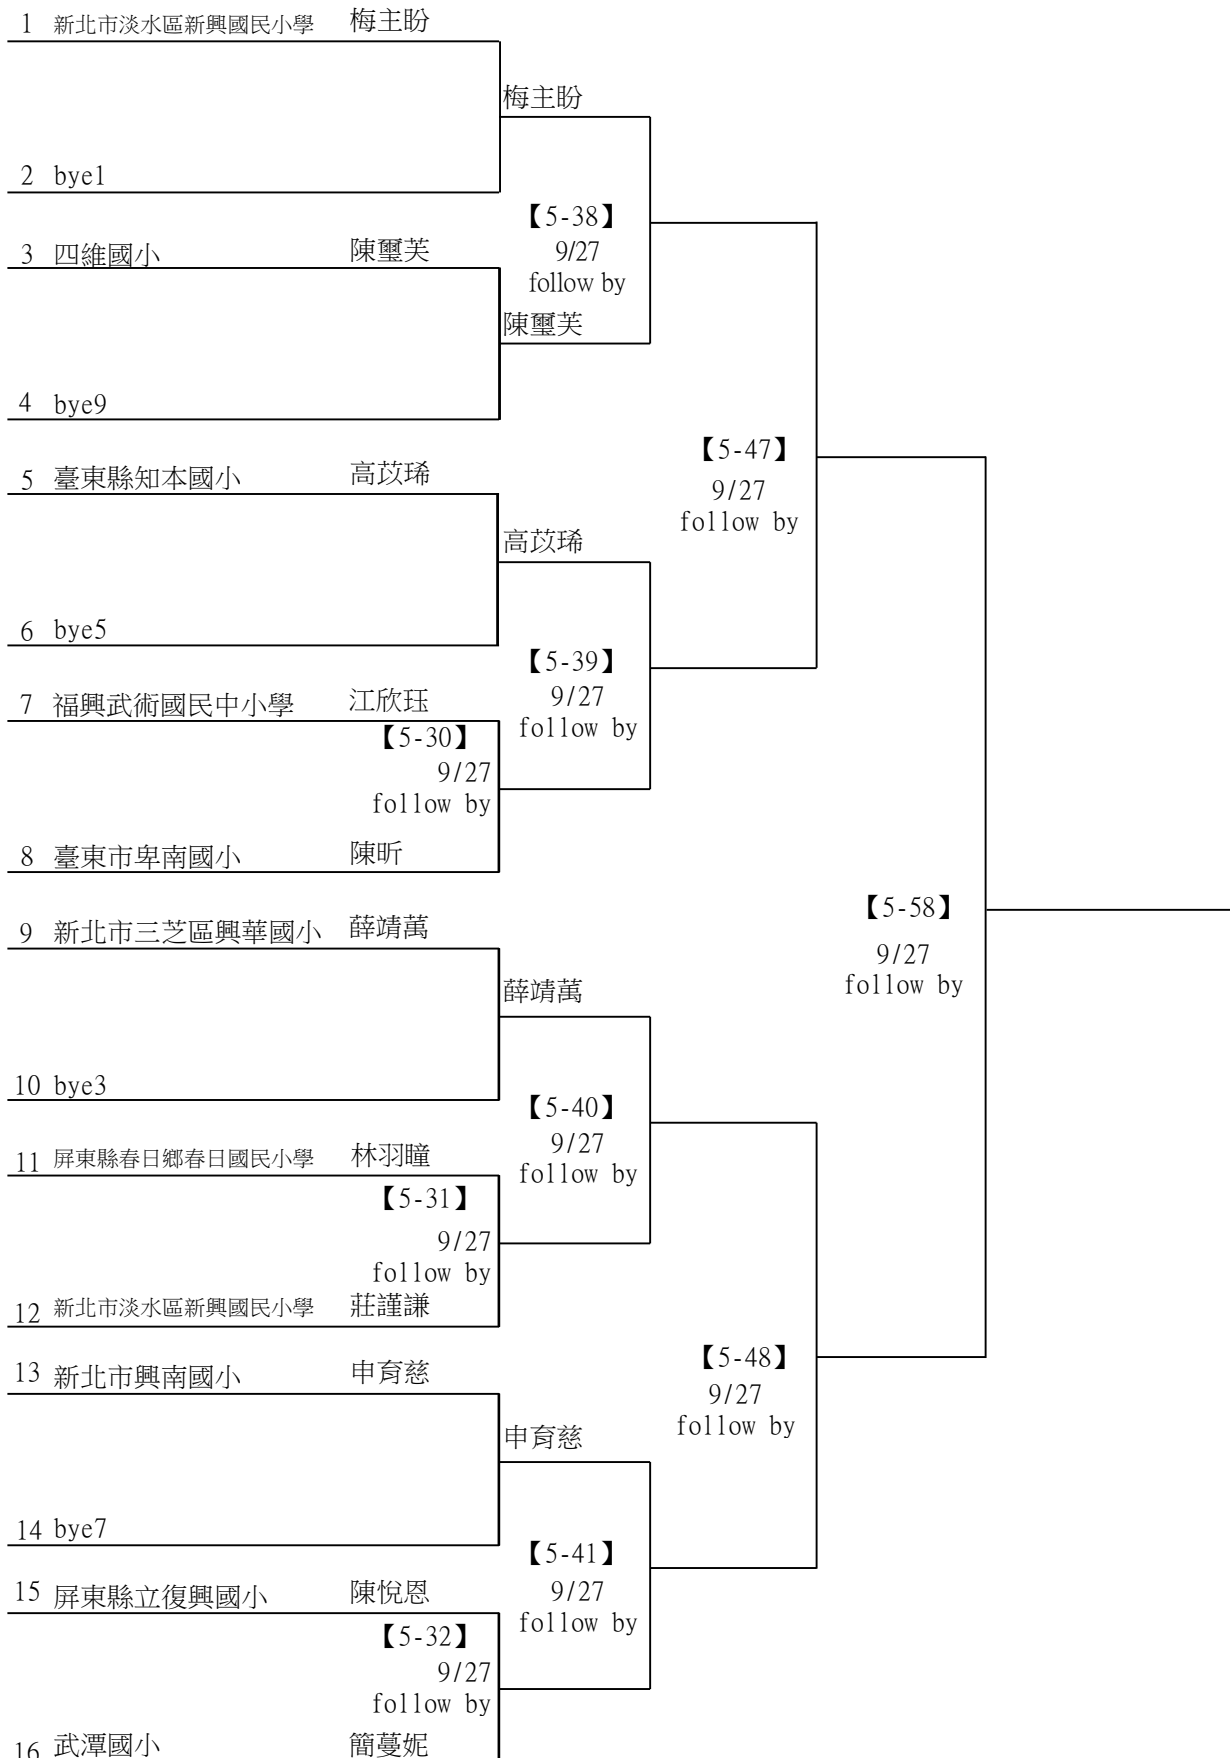 1 新北市淡水區新興國民小學 梅主盼
梅主盼
2 bye1
【5-38】
9/27
follow by
3 四維國小 陳璽芙
陳璽芙
4 bye9
【5-47】
9/27
follow by
5 臺東縣知本國小 高苡琋
高苡琋
6 bye5
【5-39】
9/27
follow by
7 福興武術國民中小學 江欣玨
【5-30】
9/27
follow by
8 臺東市卑南國小 陳昕
【5-58】
9/27
follow by
9 新北市三芝區興華國小 薛靖萬
薛靖萬
10 bye3
【5-40】
9/27
follow by
11 屏東縣春日鄉春日國民小學 林羽瞳
【5-31】
9/27
follow by
12 新北市淡水區新興國民小學 莊謹謙
【5-48】
9/27
follow by
13 新北市興南國小 申育慈
申育慈
14 bye7
【5-41】
9/27
follow by
15 屏東縣立復興國小 陳悅恩
【5-32】
9/27
follow by
16 武潭國小 簡蔓妮